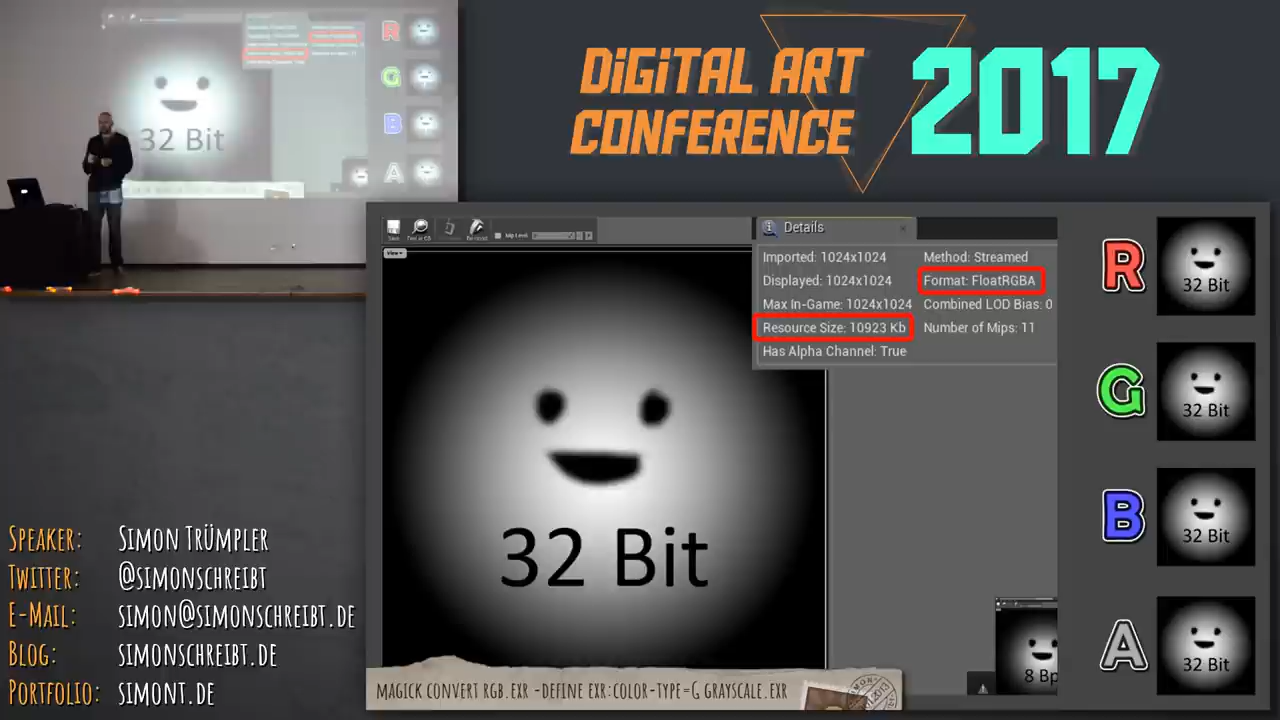 DiGiTAL ART
CONFERENCE
2017
32 Bit
R
G
B
A
View
Details
Imported: 1024x1024
Method: Streamed
Displayed: 1024x1024
Format: FloatRGBA
Max In-Game: 1024x1024
Combined LOD Bias: 0
Resource Size: 10923 Kb
Number of Mips: 11
Has Alpha Channel: True
32 Bit
R
32 Bit
G
32 Bit
B
32 Bit
A
32 Bit
8 Bp
MAGICK CONVERT RGB.EXR -DEFINE EXR:COLOR-TYPE=G GRAYSCALE.EXR
SPEAKER: SIMON TRÜMPLER
TWITTER: @SIMONSCHREIBT
E-MAIL: SIMON@SIMONSCHREIBT.DE
BLOG: SIMONSCHREIBT.DE
PORTFOLIO: SIMONT.DE